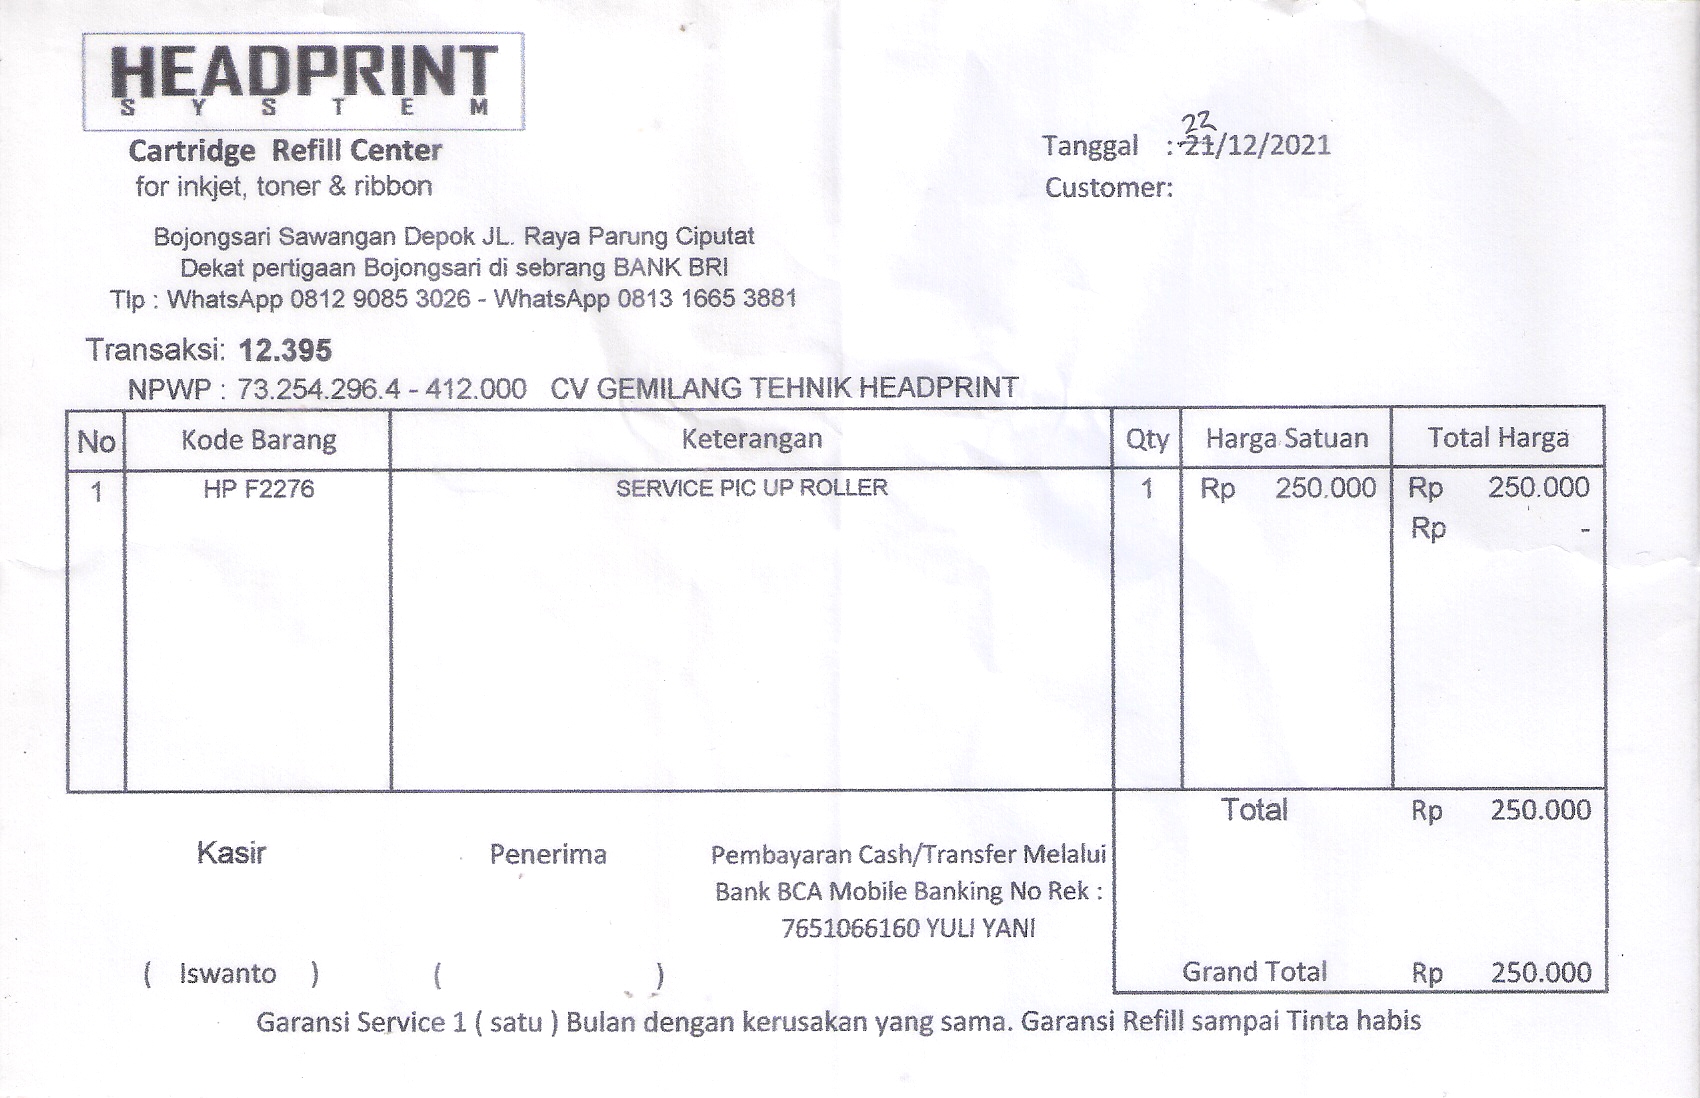 HEADPRINT
SYSTEM
Cartridge Refill Center
for inkjet, toner & ribbon
Bojongsari Sawangan Depok JL. Raya Parung Ciputat
Dekat pertigaan Bojongsari di sebrang BANK BRI
Tlp : WhatsApp 0812 9085 3026 - WhatsApp 0813 1665 3881
22
Tanggal : 21/12/2021
Customer:
Transaksi: 12.395
NPWP : 73.254.296.4 - 412.000 CV GEMILANG TEHNIK HEADPRINT
No Kode Barang Keterangan Qty Harga Satuan Total Harga
1 HP F2276 SERVICE PIC UP ROLLER 1 Rp 250.000 Rp 250.000
Rp -
Total Rp 250.000
Kasir Penerima Pembayaran Cash/Transfer Melalui
Bank BCA Mobile Banking No Rek :
7651066160 YULI YANI
( Iswanto ) ( ) Grand Total Rp 250.000
Garansi Service 1 ( satu ) Bulan dengan kerusakan yang sama. Garansi Refill sampai Tinta habis